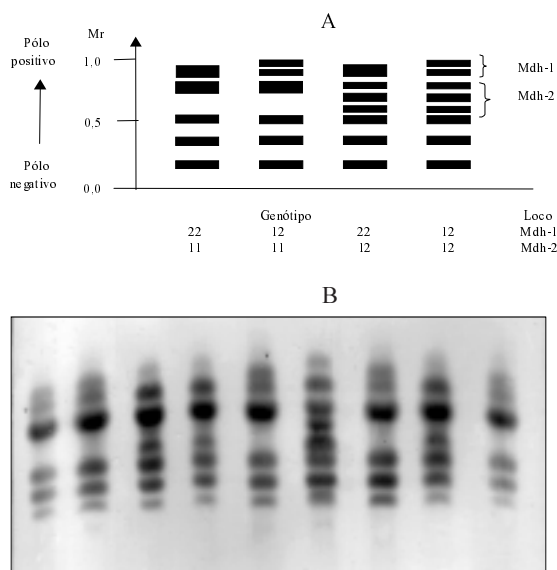 A
Pólo
positivo
Mr
1,0
Mdh-1
Mdh-2
0,5
Pólo
negativo
0,0
Genótipo Loco
22 12 22 12 Mdh-1
11 11 12 12 Mdh-2
B